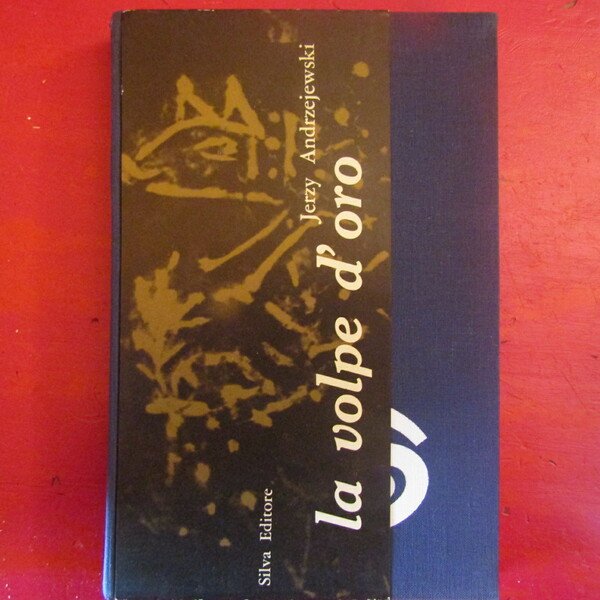 Jerzy Andrzejewski
la volpe d'oro
Silva Editore